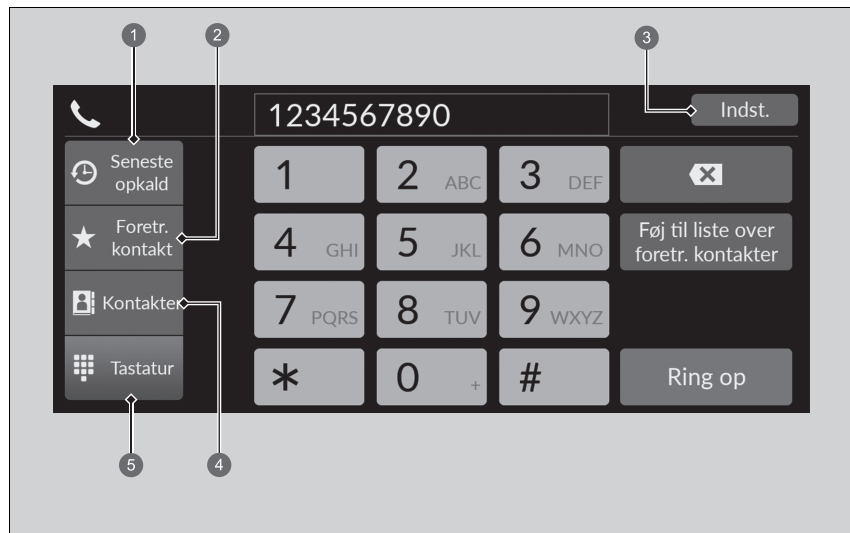 1 2 3
1234567890 Indst.
Seneste
opkald
Foretr.
kontakt
Kontakter
Tastatur
1 2 ABC 3 DEF
4 GHI 5 JKL 6 MNO
7 PQRS 8 TUV 9 WXYZ
* 0 + #
Føj til liste over
foretr. kontakter
Ring op
5 4